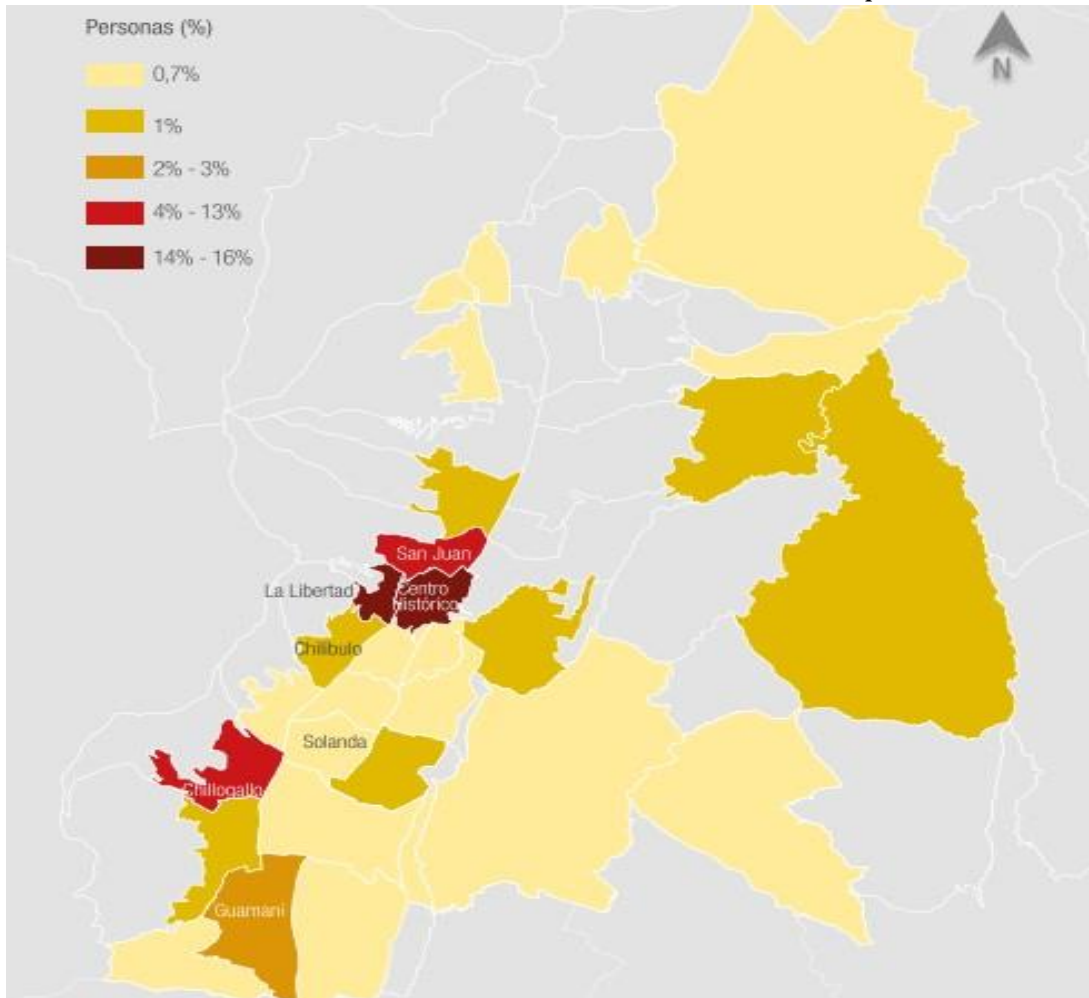 Personas (%)
N
0,7%
1%
2% - 3%
4% - 13%
14% - 16%
San Juan
La Libertad
Centro
Histórico
Chilibulo
Solanda
Chillogallo
Guamaní